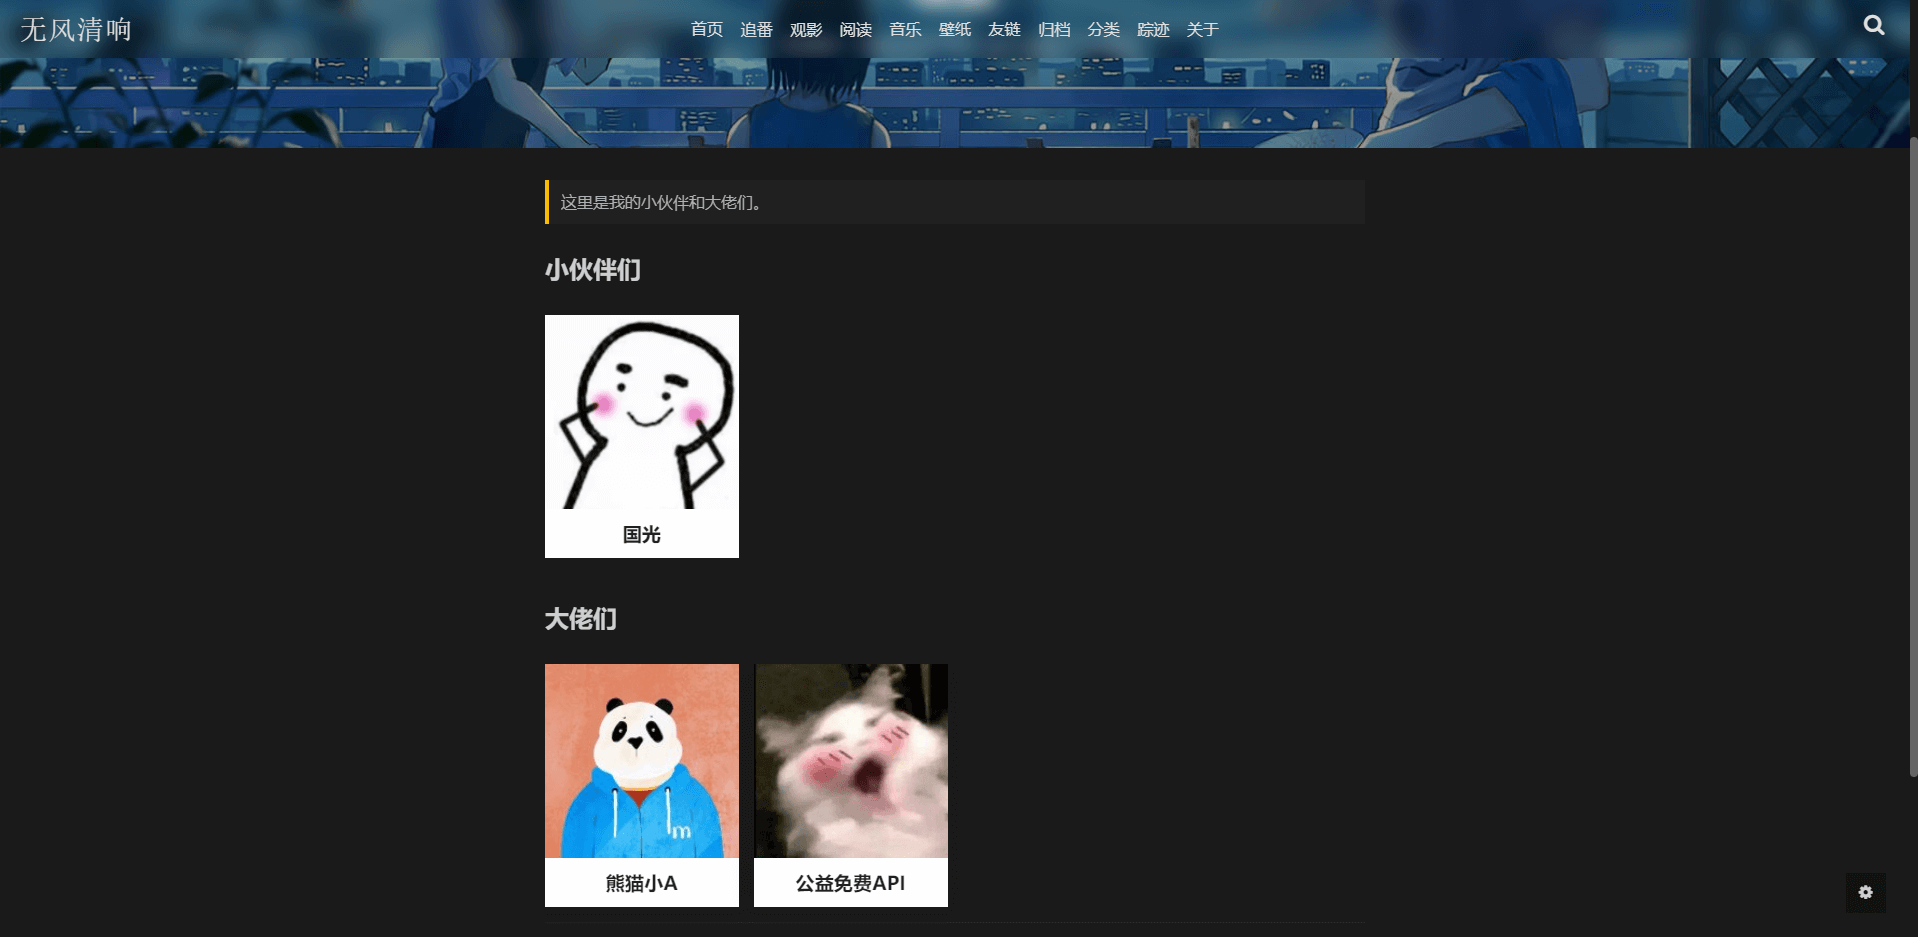 无风清响
首页 追番 观影 阅读 音乐 壁纸 友链 归档 分类 踪迹 关于
这里是我的小伙伴和大佬们。
小伙伴们
国光
大佬们
m
熊猫小A 公益免费API